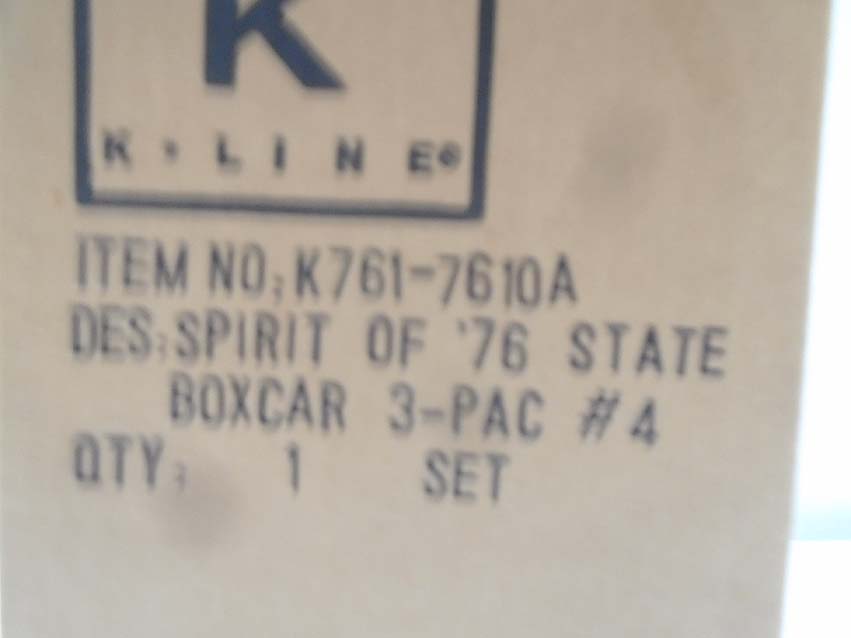 K
K • LINE®
ITEM NO; K761-7610A
DES: SPIRIT OF '76 STATE
BOXCAR 3-PAC #4
QTY; 1 SET